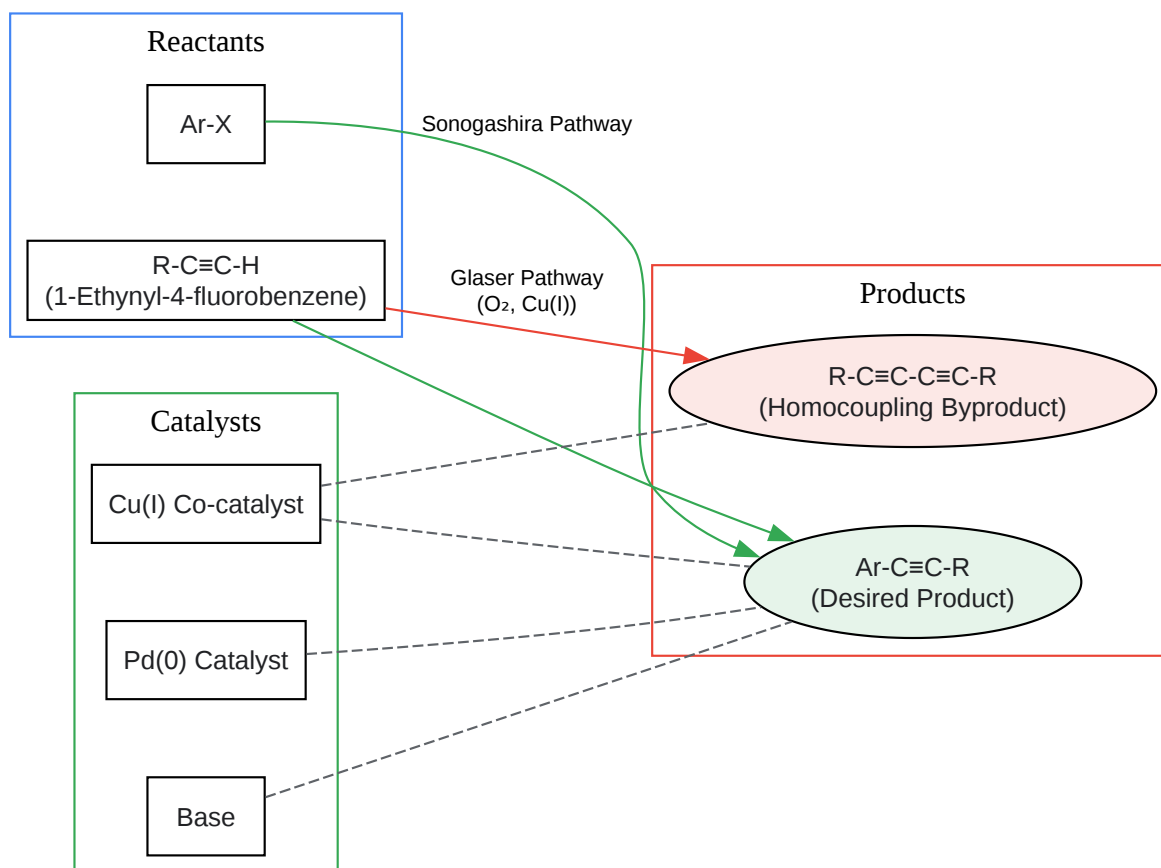 Reactants
Ar-X
Sonogashira Pathway
R-C≡C-H
(1-Ethynyl-4-fluorobenzene)
Glaser Pathway
(O₂, Cu(I))
Products
R-C≡C-C≡C-R
(Homocoupling Byproduct)
Catalysts
Cu(I) Co-catalyst
Ar-C≡C-R
(Desired Product)
Pd(0) Catalyst
Base